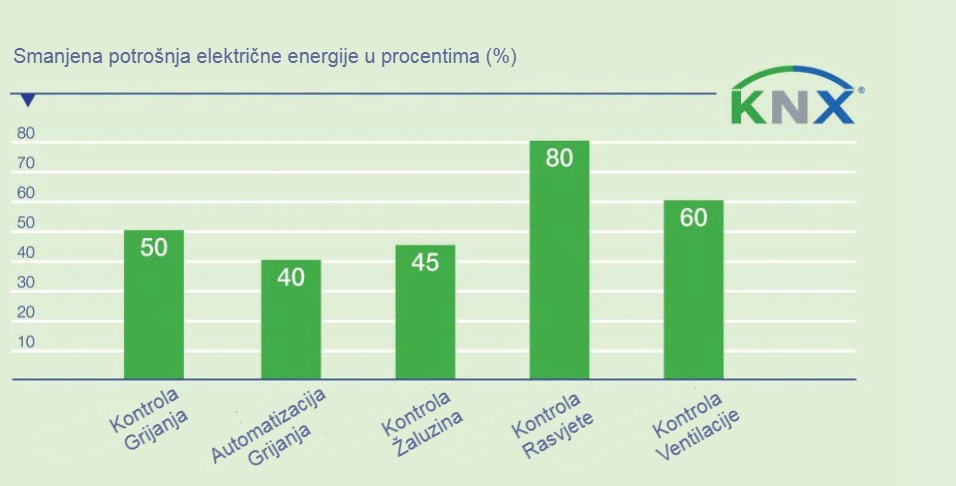 Smanjena potrošnja električne energije u procentima (%)
KNX®
80
70
60
50
40
30
20
10
50
40
45
80
60
Kontrola
Grijanja
Automatizacija
Grijanja
Kontrola
Žaluzina
Kontrola
Rasvjete
Kontrola
Ventilacije